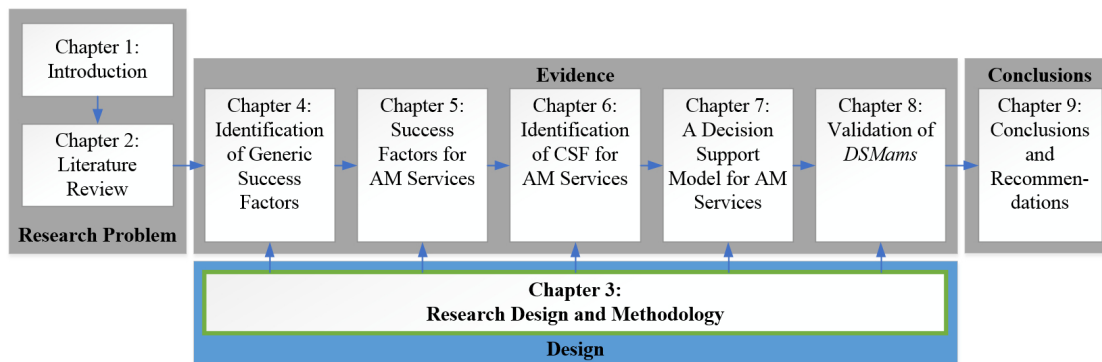 Chapter 1:
Introduction
Chapter 2:
Literature
Review
Research Problem
Evidence
Chapter 4:
Identification
of Generic
Success
Factors
Chapter 5:
Success
Factors for
AM Services
Chapter 6:
Identification
of CSF for
AM Services
Chapter 7:
A Decision
Support
Model for AM
Services
Chapter 8:
Validation of
DSMams
Conclusions
Chapter 9:
Conclusions
and
Recommen-
dations
Chapter 3:
Research Design and Methodology
Design